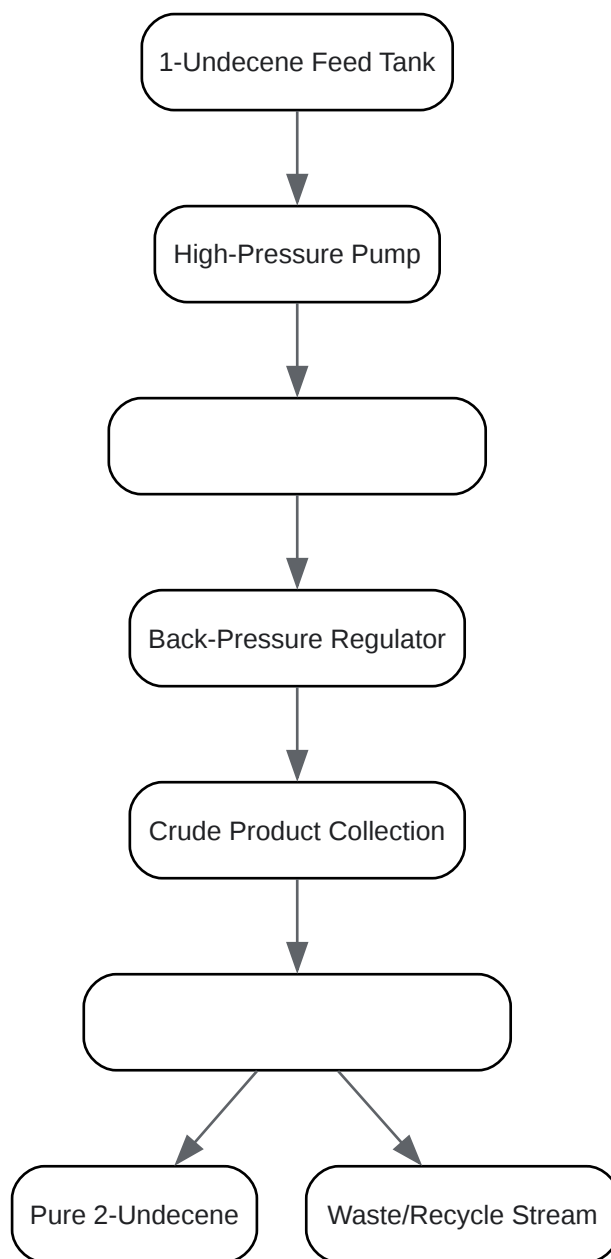 1-Undecene Feed Tank
High-Pressure Pump
Back-Pressure Regulator
Crude Product Collection
Pure 2-Undecene
Waste/Recycle Stream